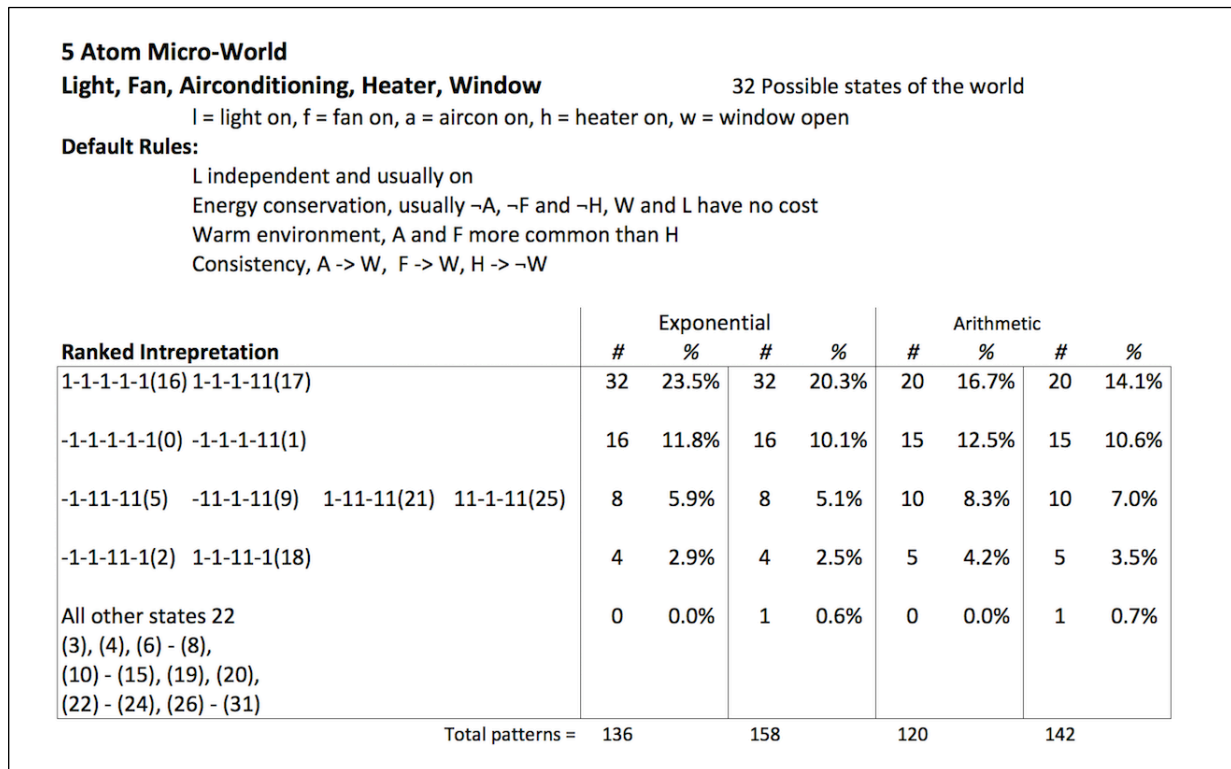 5 Atom Micro-World
Light, Fan, Airconditioning, Heater, Window 32 Possible states of the world
l = light on, f = fan on, a = aircon on, h = heater on, w = window open
Default Rules:
L independent and usually on
Energy conservation, usually ¬A, ¬F and ¬H, W and L have no cost
Warm environment, A and F more common than H
Consistency, A -> W, F -> W, H -> ¬W
Exponential Arithmetic
Ranked Intrepretation # % # % # % # %
1-1-1-1-1(16) 1-1-1-11(17) 32 23.5% 32 20.3% 20 16.7% 20 14.1%
-1-1-1-1-1(0) -1-1-1-11(1) 16 11.8% 16 10.1% 15 12.5% 15 10.6%
-1-11-11(5) -11-1-11(9) 1-11-11(21) 11-1-11(25) 8 5.9% 8 5.1% 10 8.3% 10 7.0%
-1-1-11-1(2) 1-1-11-1(18) 4 2.9% 4 2.5% 5 4.2% 5 3.5%
All other states 22 0 0.0% 1 0.6% 0 0.0% 1 0.7%
(3), (4), (6) - (8),
(10) - (15), (19), (20),
(22) - (24), (26) - (31)
Total patterns = 136 158 120 142